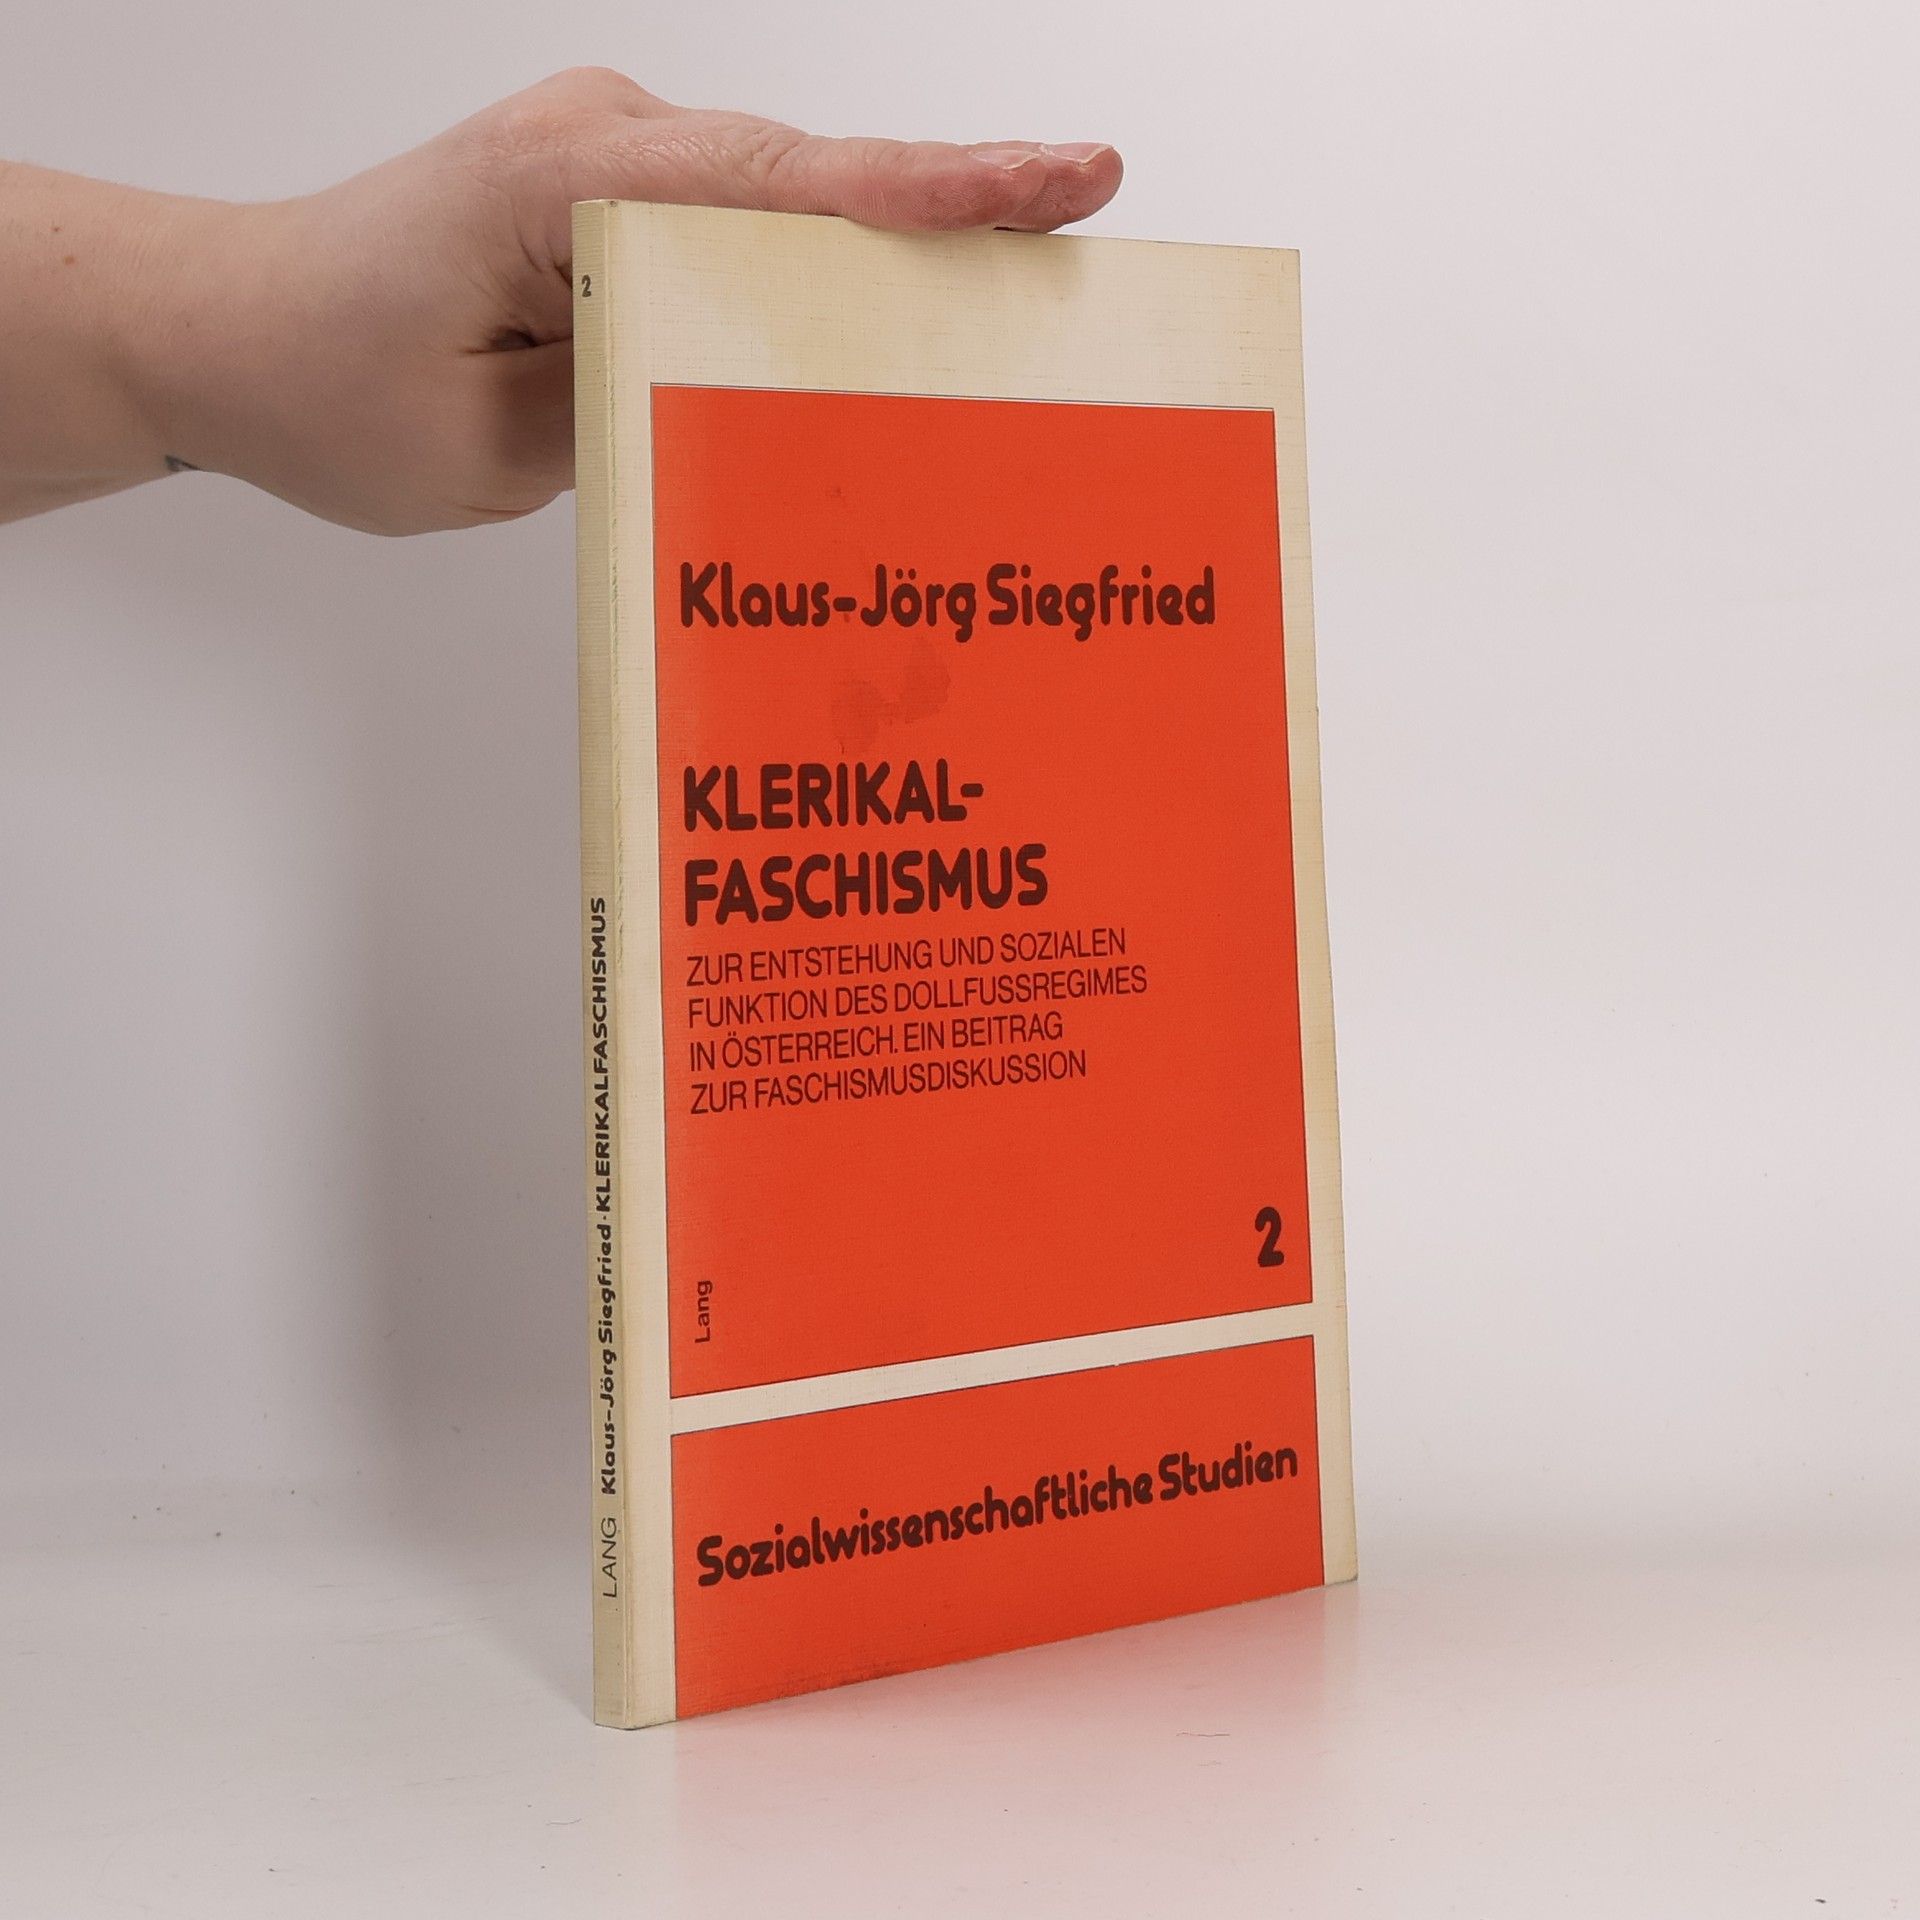 2
LANG Klaus-Jörg Siegfried · KLERIKALFASCHISMUS
Klaus-Jörg Siegfried
KLERIKAL-
FASCHISMUS
ZUR ENTSTEHUNG UND SOZIALEN
FUNKTION DES DOLLFUSSREGIMES
IN ÖSTERREICH. EIN BEITRAG
ZUR FASCHISMUSDISKUSSION
2
Lang
Sozialwissenschaftliche Studien